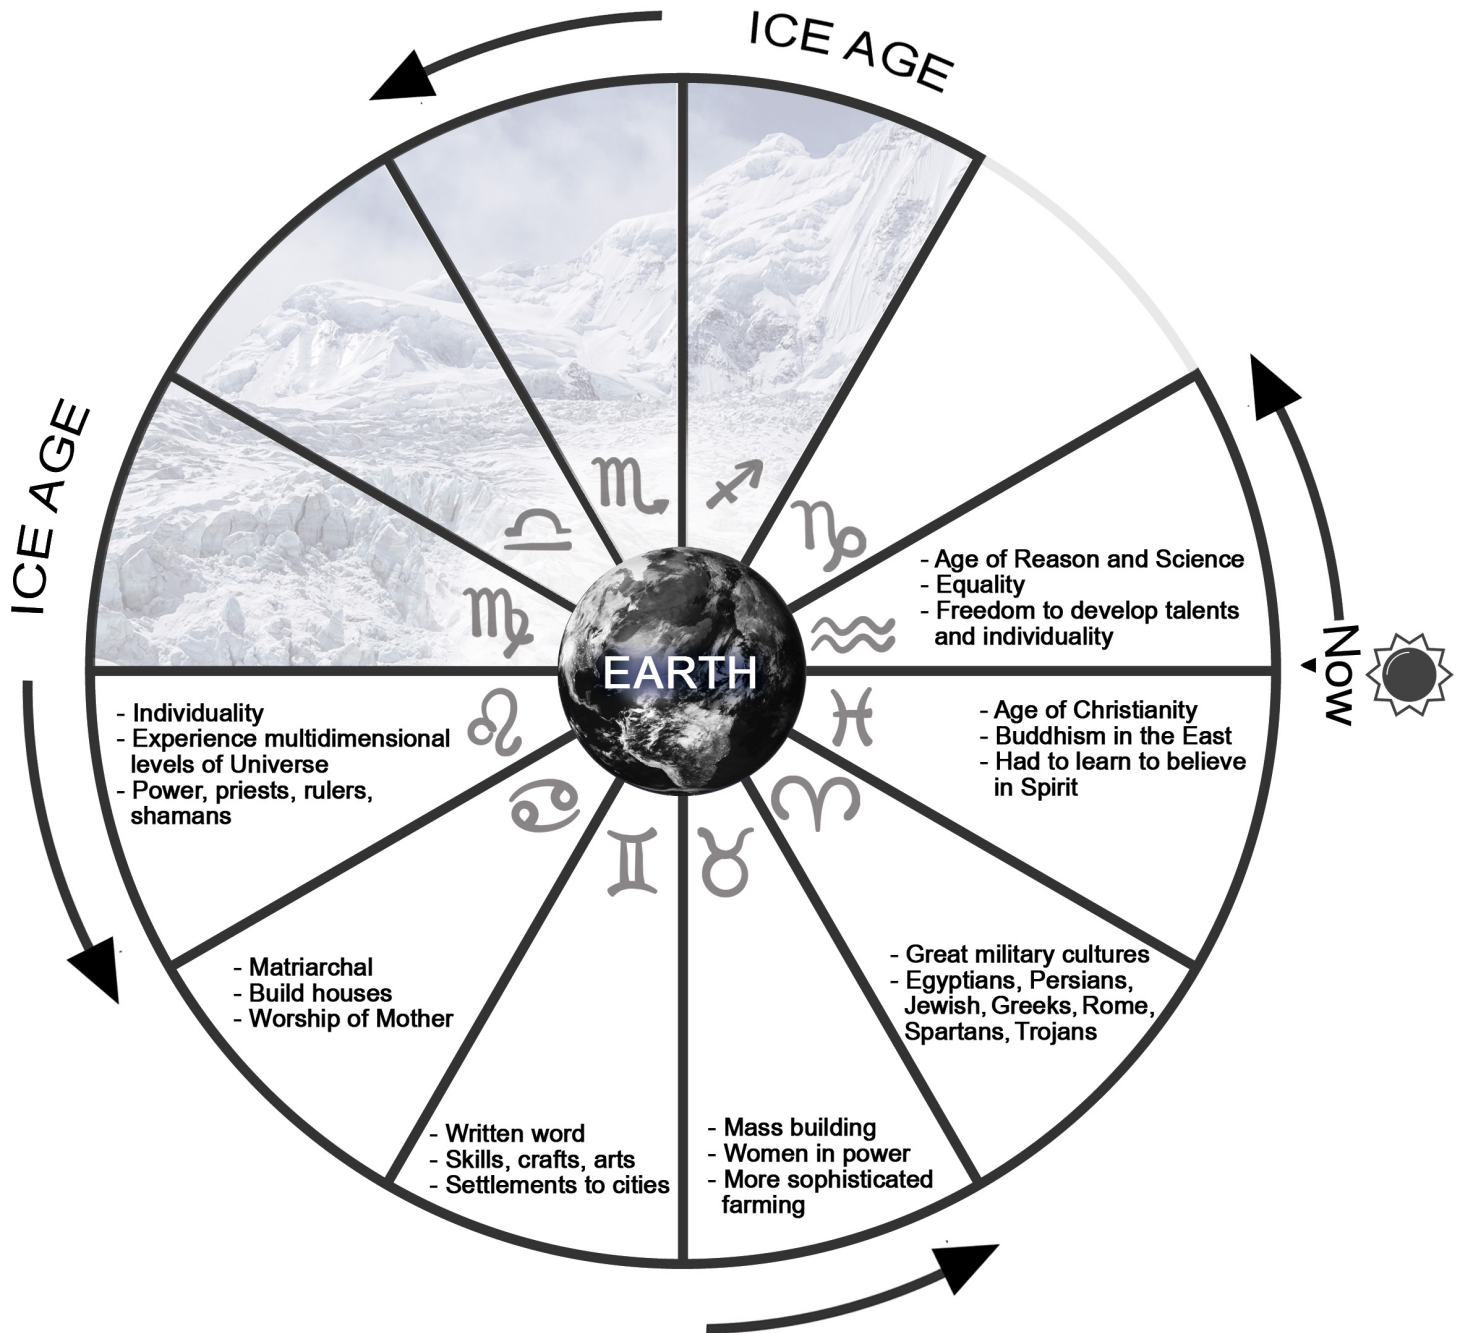 ICE AGE
ICE AGE
- Age of Reason and Science
- Equality
- Freedom to develop talents
and individuality
Now
EARTH
- Individuality
- Experience multidimensional
levels of Universe
- Power, priests, rulers,
shamans
- Age of Christianity
- Buddhism in the East
- Had to learn to believe
in Spirit
- Matriarchal
- Build houses
- Worship of Mother
- Great military cultures
- Egyptians, Persians,
Jewish, Greeks, Rome,
Spartans, Trojans
- Written word
- Skills, crafts, arts
- Settlements to cities
- Mass building
- Women in power
- More sophisticated
farming